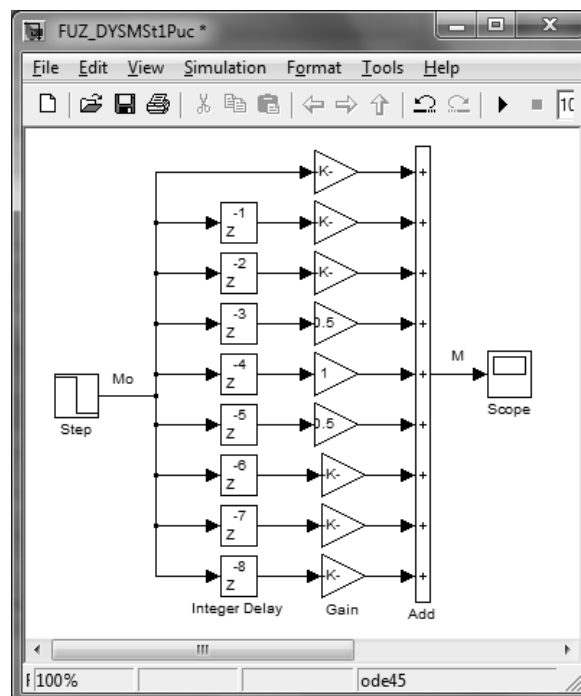 FUZ_DYSMSt1Puc *
File Edit View Simulation Format Tools Help
10
-K-
+
-1
Z
-K-
+
-2
Z
-K-
+
-3
Z
0.5
+
-4
Z
1
+
M
Scope
Mo
Step
-5
Z
0.5
+
-6
Z
-K-
+
-7
Z
-K-
+
-8
Z
-K-
+
Integer Delay
Gain
Add
100%
ode45